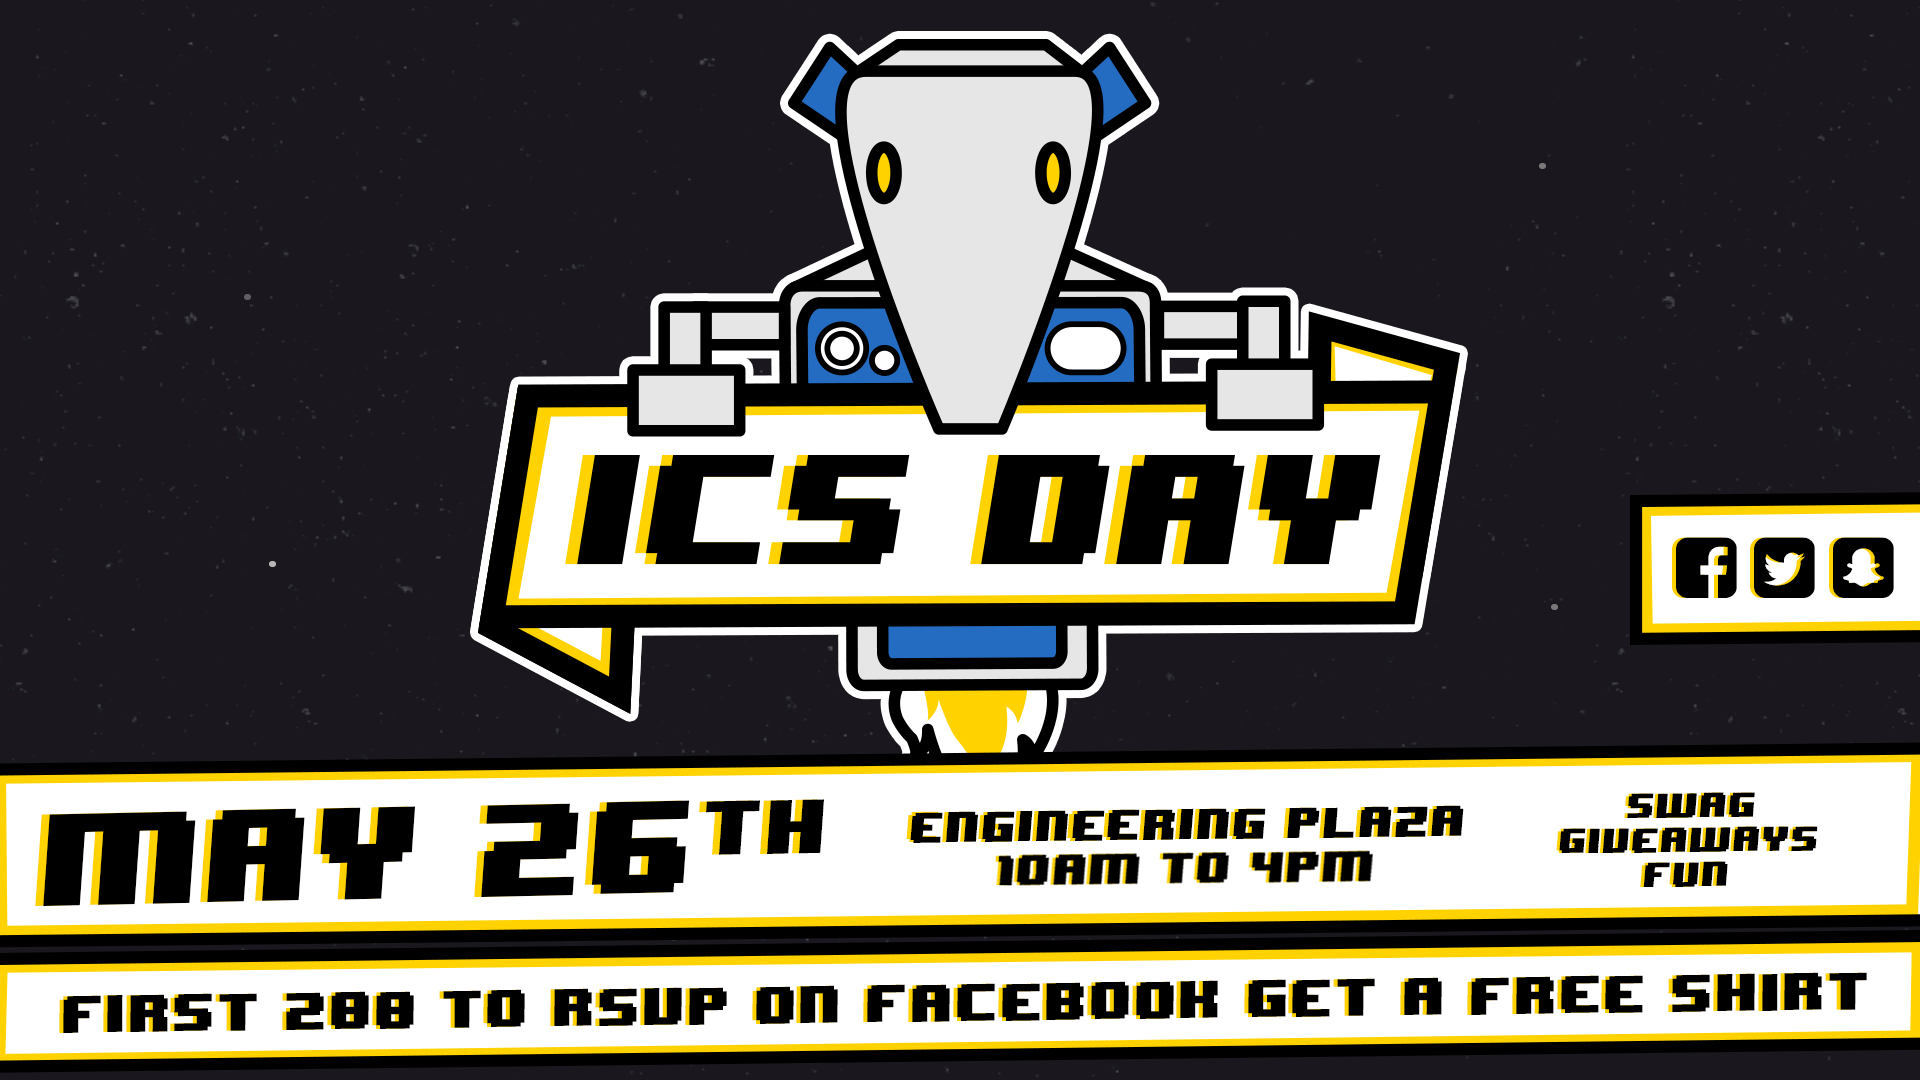 ICS DAY
MAY 26TH
ENGINEERING PLAZA
10AM TO 4PM
SWAG
GIVEAWAYS
FUN
FIRST 288 TO RSVP ON FACEBOOK GET A FREE SHIRT